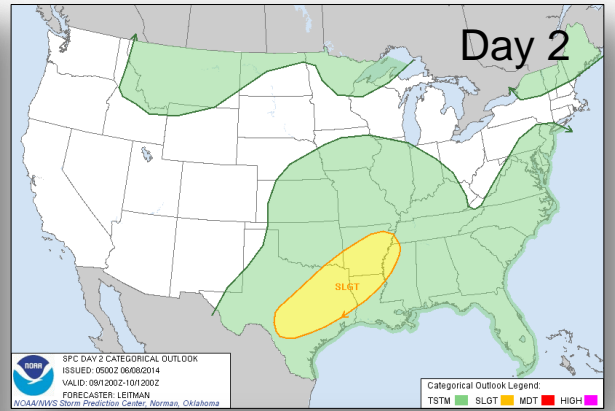 Day 2
SLGT
NOAA
SPC DAY 2 CATEGORICAL OUTLOOK
ISSUED: 0500Z 06/08/2014
VALID: 09/1200Z-10/1200Z
FORECASTER: LEITMAN
NOAA/NWS Storm Prediction Center, Norman, Oklahoma
Categorical Outlook Legend:
TSTM SLGT MDT HIGH